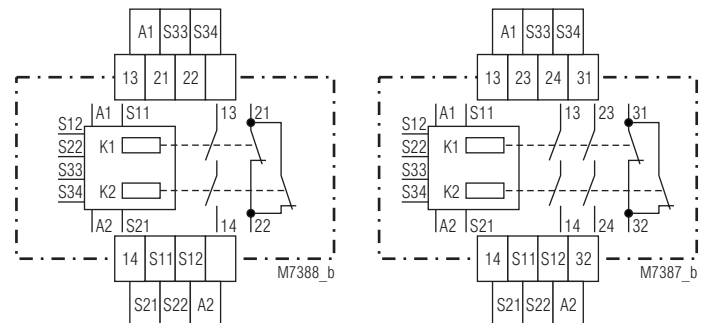 A1 S33 S34
13 21 22
A1 S11 13 21
S12
S22 K1
S33
S34 K2
A2 S21 14 22
14 S11 S12
M7388_b
S21 S22 A2
A1 S33 S34
13 23 24 31
A1 S11 13 23 31
S12
S22 K1
S33
S34 K2
A2 S21 14 24 32
14 S11 S12 32
M7387_b
S21 S22 A2